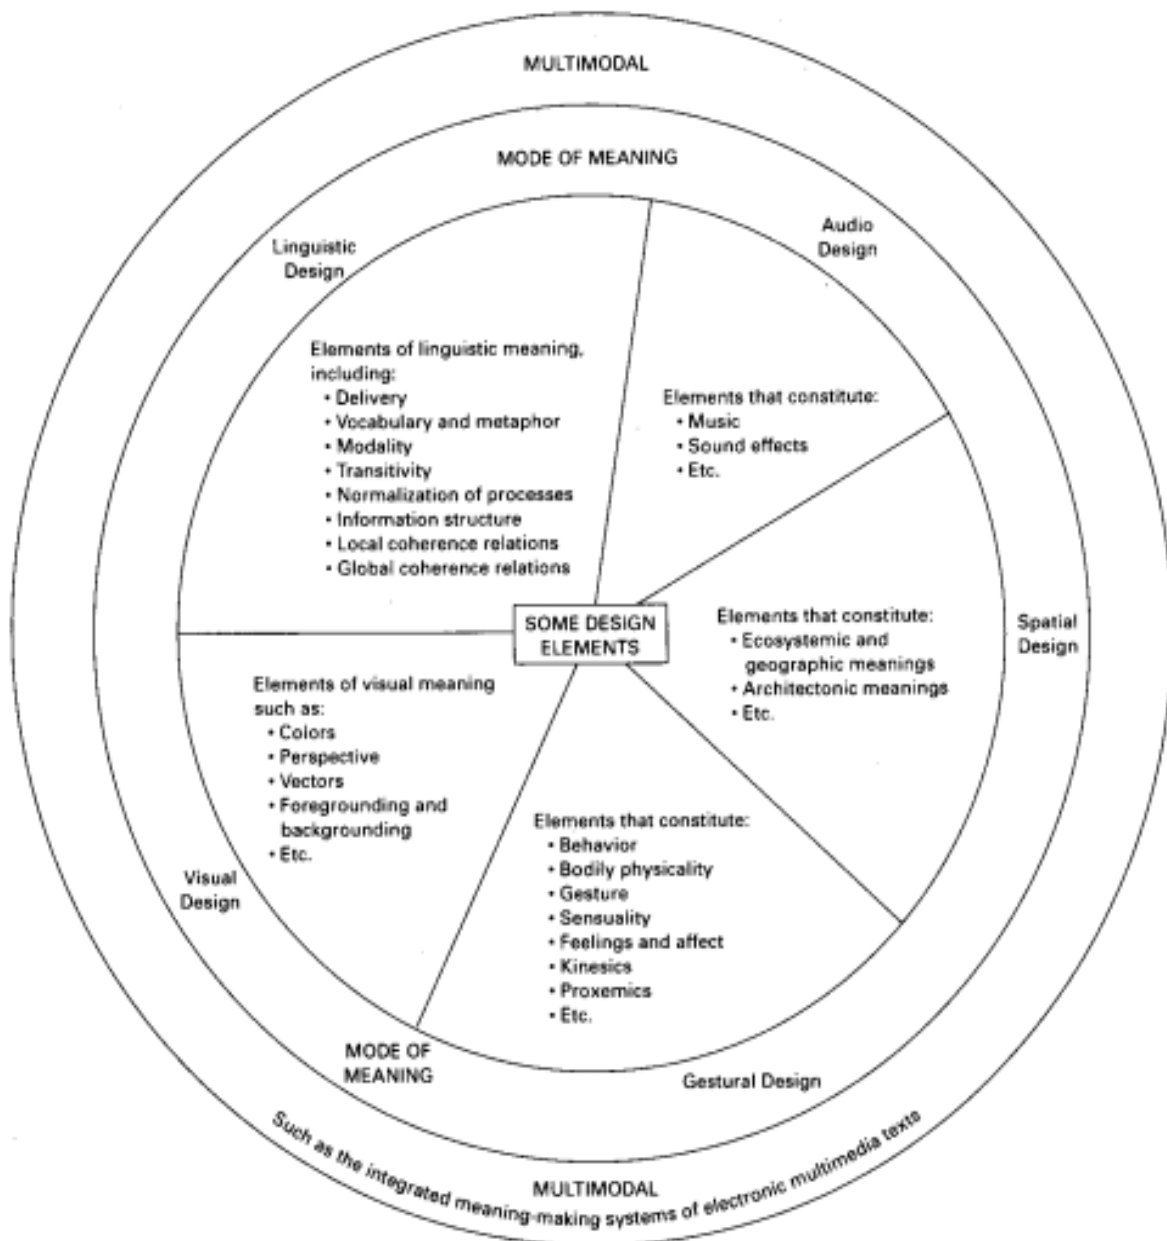 MULTIMODAL
MODE OF MEANING
Linguistic
Design
Audio
Design
Elements of linguistic meaning,
including:
• Delivery
• Vocabulary and metaphor
• Modality
• Transitivity
• Normalization of processes
• Information structure
• Local coherence relations
• Global coherence relations
Elements that constitute:
• Music
• Sound effects
• Etc.
SOME DESIGN
ELEMENTS
Elements that constitute:
• Ecosystemic and
geographic meanings
• Architectonic meanings
• Etc.
Spatial
Design
Elements of visual meaning
such as:
• Colors
• Perspective
• Vectors
• Foregrounding and
backgrounding
• Etc.
Visual
Design
Elements that constitute:
• Behavior
• Bodily physicality
• Gesture
• Sensuality
• Feelings and affect
• Kinesics
• Proxemics
• Etc.
MODE OF
MEANING
Gestural Design
MULTIMODAL
Such as the integrated meaning-making systems of electronic multimedia texts